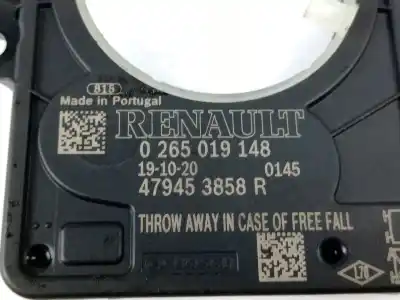 818
Made in Portugal
RENAULT
0 265 019 148
19-10-20 0145
47945 3858 R
THROW AWAY IN CASE OF FREE FALL